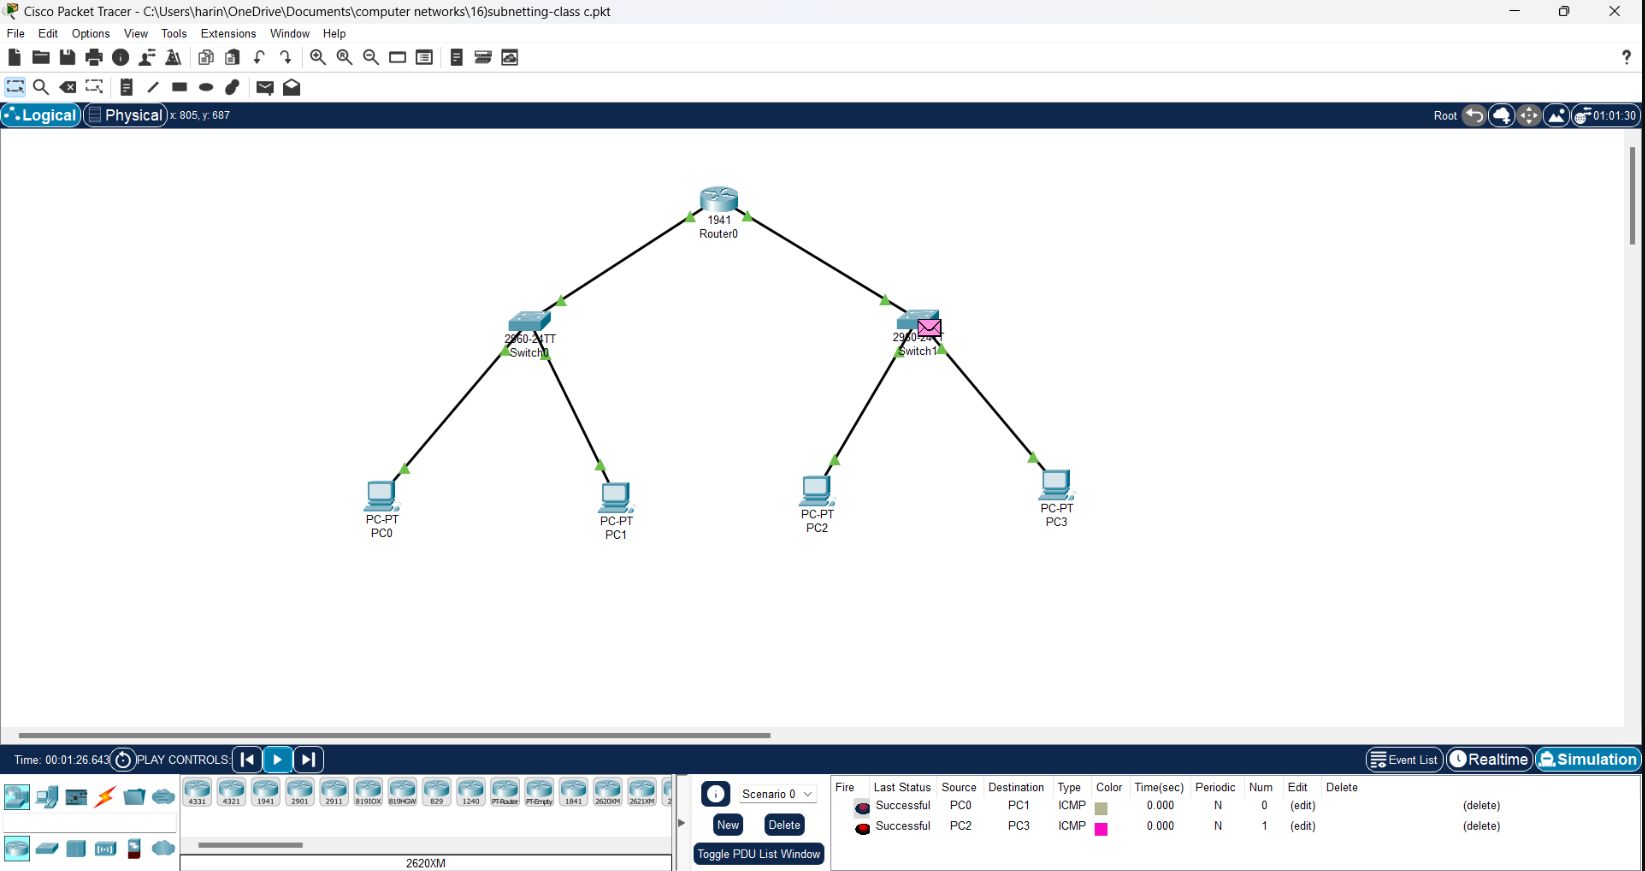 Cisco Packet Tracer - C:\Users\harin\OneDrive\Documents\computer networks\16)subnetting-class c.pkt
File Edit Options View Tools Extensions Window Help
Logical Physical x: 805, y: 687 Root 01:01:30
1941
Router0
2960-24TT
Switch0
Switch1
PC-PT
PC0
PC-PT
PC1
PC-PT
PC2
PC-PT
PC3
Time: 00:01:26.643 PLAY CONTROLS: Event List Realtime Simulation
4331 4321 1941 2901 2911 819IOX 819HGW 829 1240 PT-Router PT-Empty 1841 2620XM 2621XM 2
2620XM
Scenario 0
New Delete
Toggle PDU List Window
Fire Last Status Source Destination Type Color Time(sec) Periodic Num Edit Delete
Successful PC0 PC1 ICMP 0.000 N 0 (edit) (delete)
Successful PC2 PC3 ICMP 0.000 N 1 (edit) (delete)